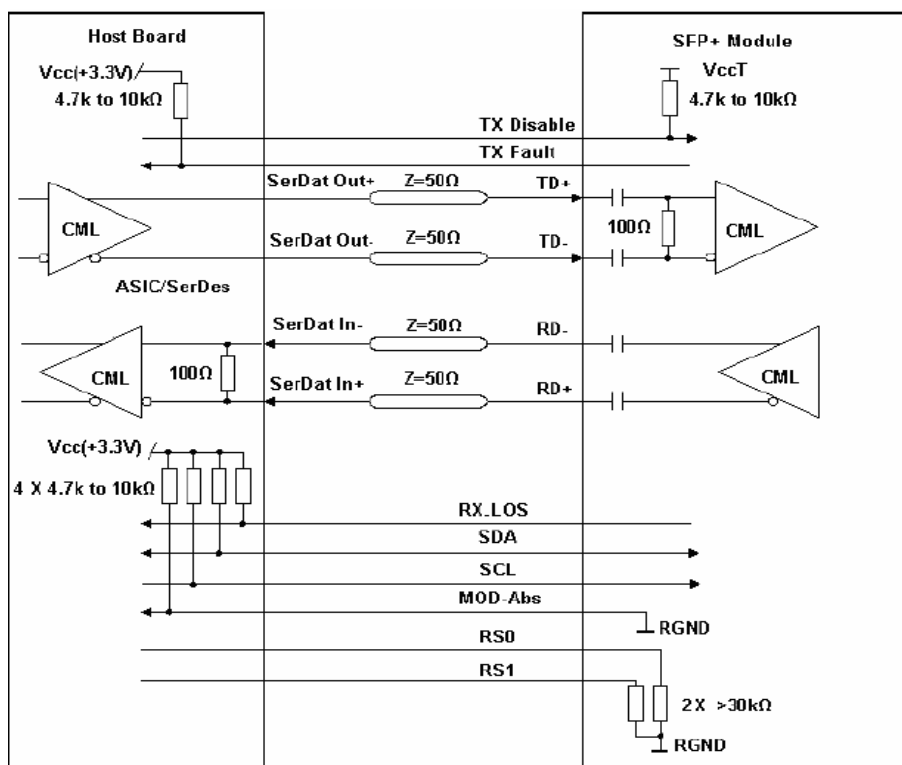 Host Board
SFP+ Module
Vcc(+3.3V)
4.7k to 10kΩ
VccT
4.7k to 10kΩ
TX Disable
TX Fault
SerDat Out+
Z=50Ω
TD+
CML
100Ω
CML
SerDat Out-
Z=50Ω
TD-
ASIC/SerDes
SerDat In-
Z=50Ω
RD-
CML
100Ω
CML
SerDat In+
Z=50Ω
RD+
Vcc(+3.3V)
4 X 4.7k to 10kΩ
RX_LOS
SDA
SCL
MOD-Abs
RGND
RS0
RS1
2X >30kΩ
RGND